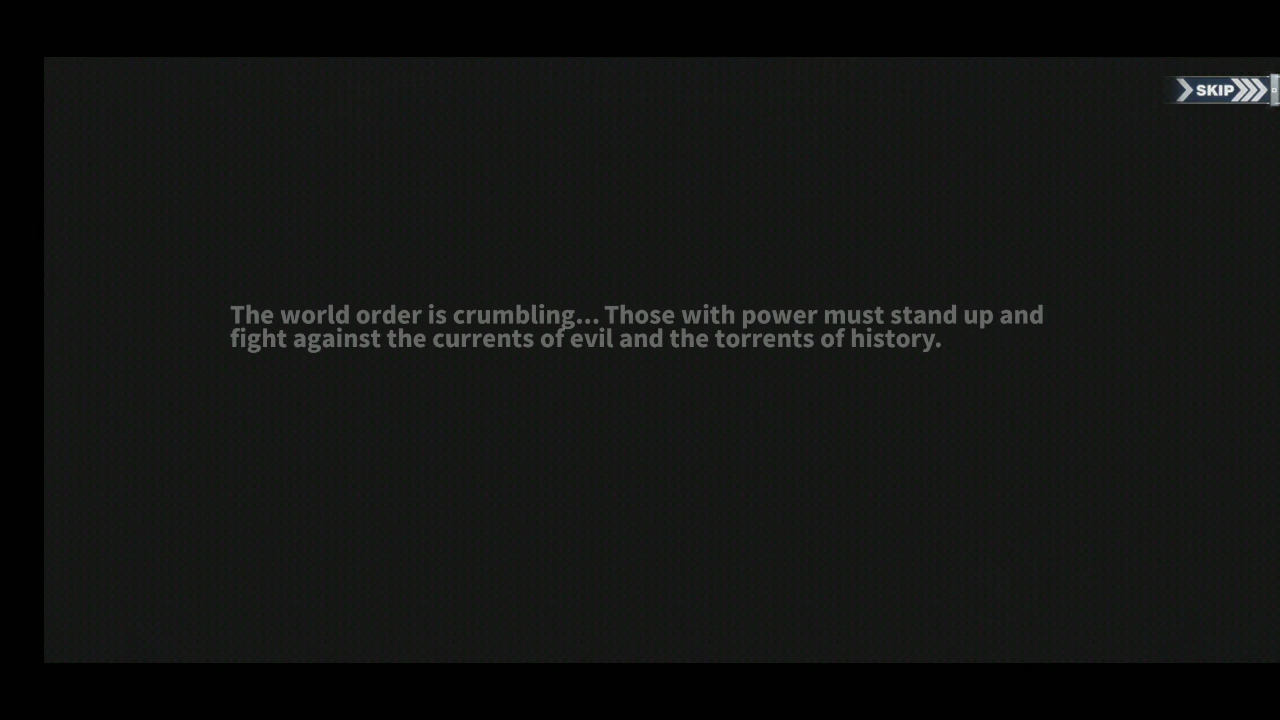 SKIP
The world order is crumbling... Those with power must stand up and
fight against the currents of evil and the torrents of history.